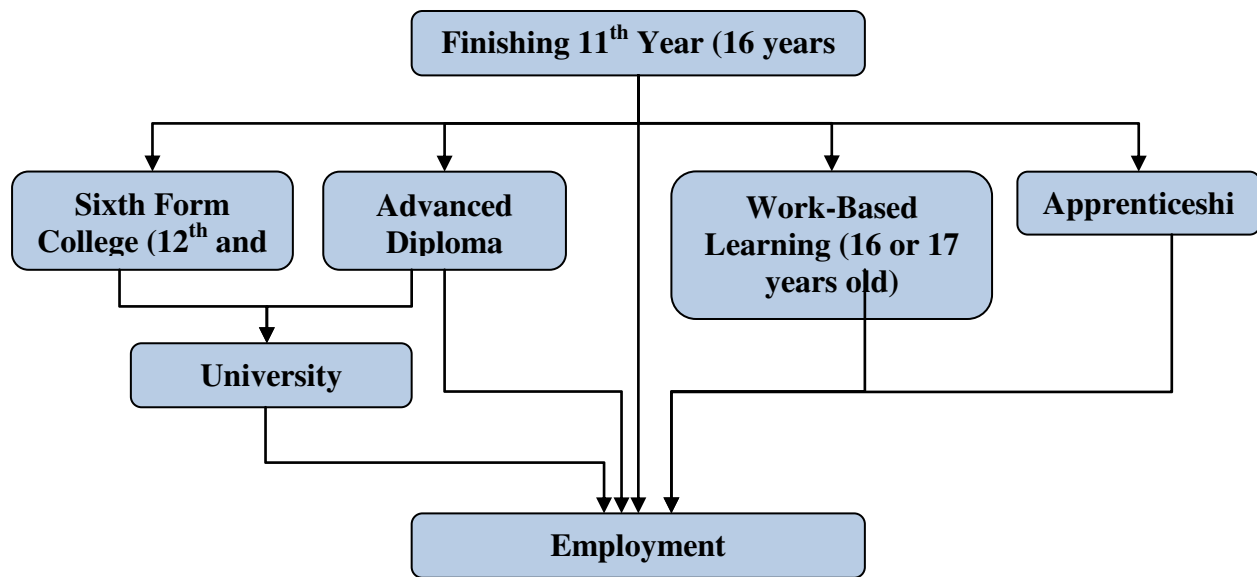 Finishing 11th Year (16 years
Sixth Form
College (12th and
Advanced
Diploma
Work-Based
Learning (16 or 17
years old)
Apprenticeshi
University
Employment